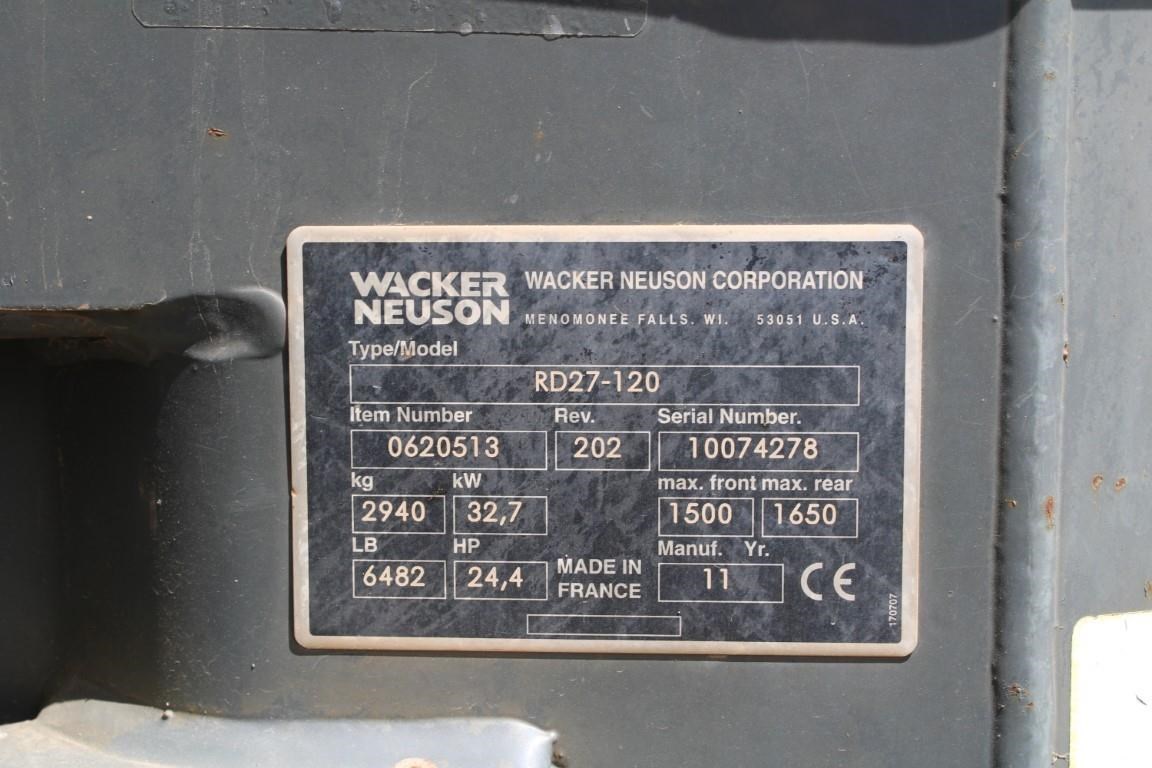 WACKER NEUSON
WACKER NEUSON CORPORATION
MENOMONEE FALLS. WI. 53051 U.S.A.
Type/Model
RD27-120
Item Number Rev. Serial Number.
0620513 202 10074278
kg kW max. front max. rear
2940 32,7 1500 1650
LB HP Manuf. Yr.
6482 24,4 MADE IN FRANCE 11 CE
170707